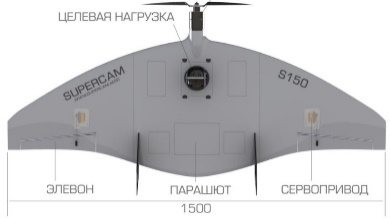 ЦЕЛЕВАЯ НАГРУЗКА
SUPERCAM
S150
ЭЛЕВОН
ПАРАШЮТ
СЕРВОПРИВОД
1500